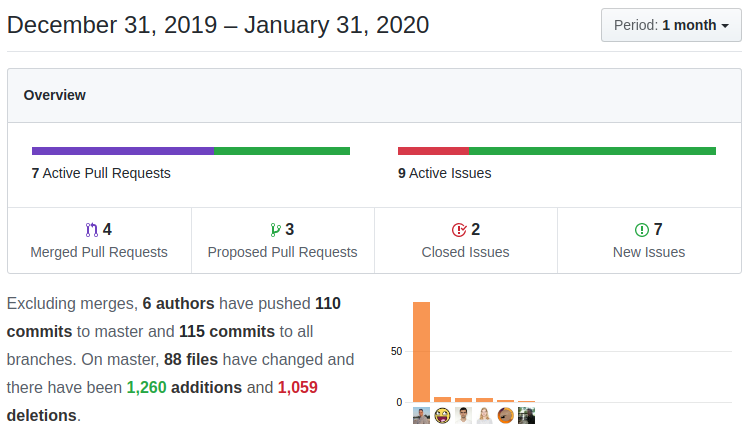 December 31, 2019 – January 31, 2020
Period: 1 month
Overview
7 Active Pull Requests
9 Active Issues
4
Merged Pull Requests
3
Proposed Pull Requests
2
Closed Issues
7
New Issues
Excluding merges, 6 authors have pushed 110
commits to master and 115 commits to all
branches. On master, 88 files have changed and
there have been 1,260 additions and 1,059
deletions.
50
0